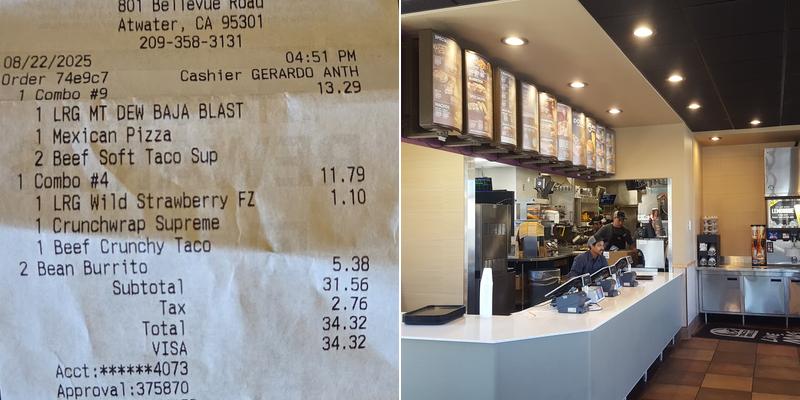 801 Bellevue Road
Atwater, CA 95301
209-358-3131
08/22/2025 04:51 PM
Order 74e9c7 Cashier GERARDO ANTH
1 Combo #9 13.29
1 LRG MT DEW BAJA BLAST
1 Mexican Pizza
2 Beef Soft Taco Sup
1 Combo #4 11.79
1 LRG Wild Strawberry FZ 1.10
1 Crunchwrap Supreme
1 Beef Crunchy Taco
2 Bean Burrito 5.38
Subtotal 31.56
Tax 2.76
Total 34.32
VISA 34.32
Acct:******4073
Approval:375870